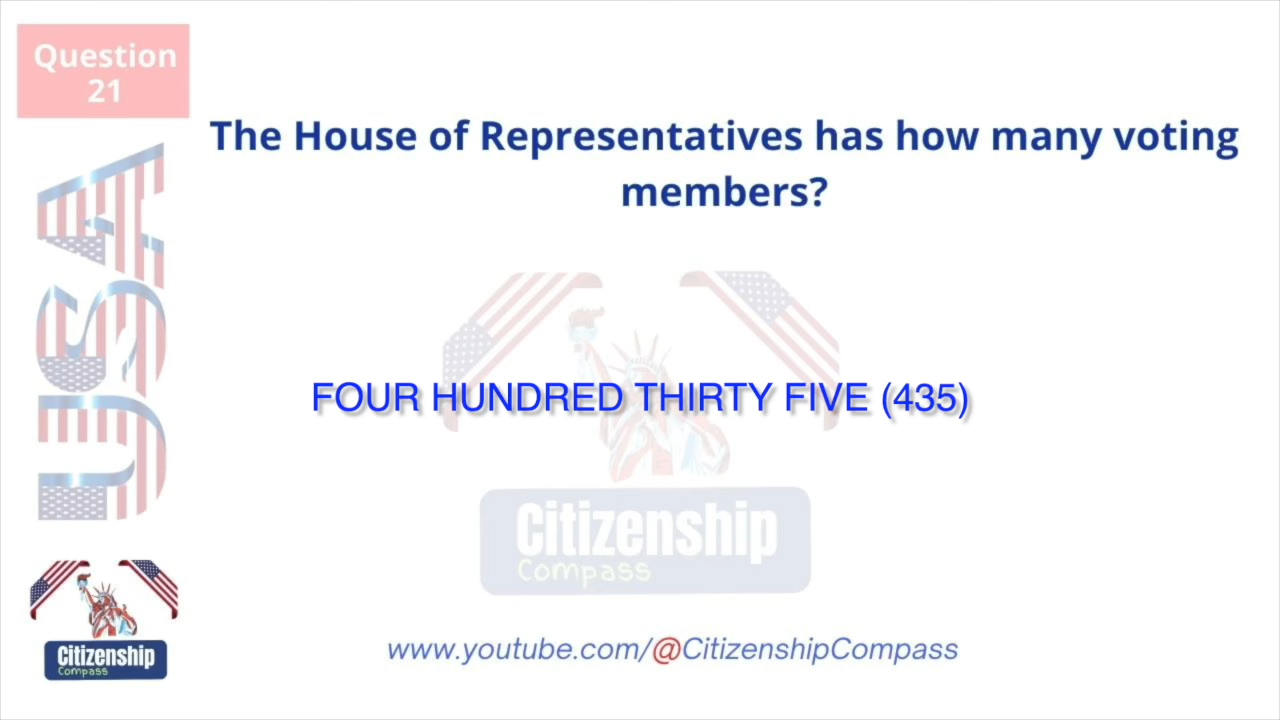 Question
21
The House of Representatives has how many voting
members?
USA
FOUR HUNDRED THIRTY FIVE (435)
Citizenship
Compass
Citizenship
Compass
www.youtube.com/@CitizenshipCompass